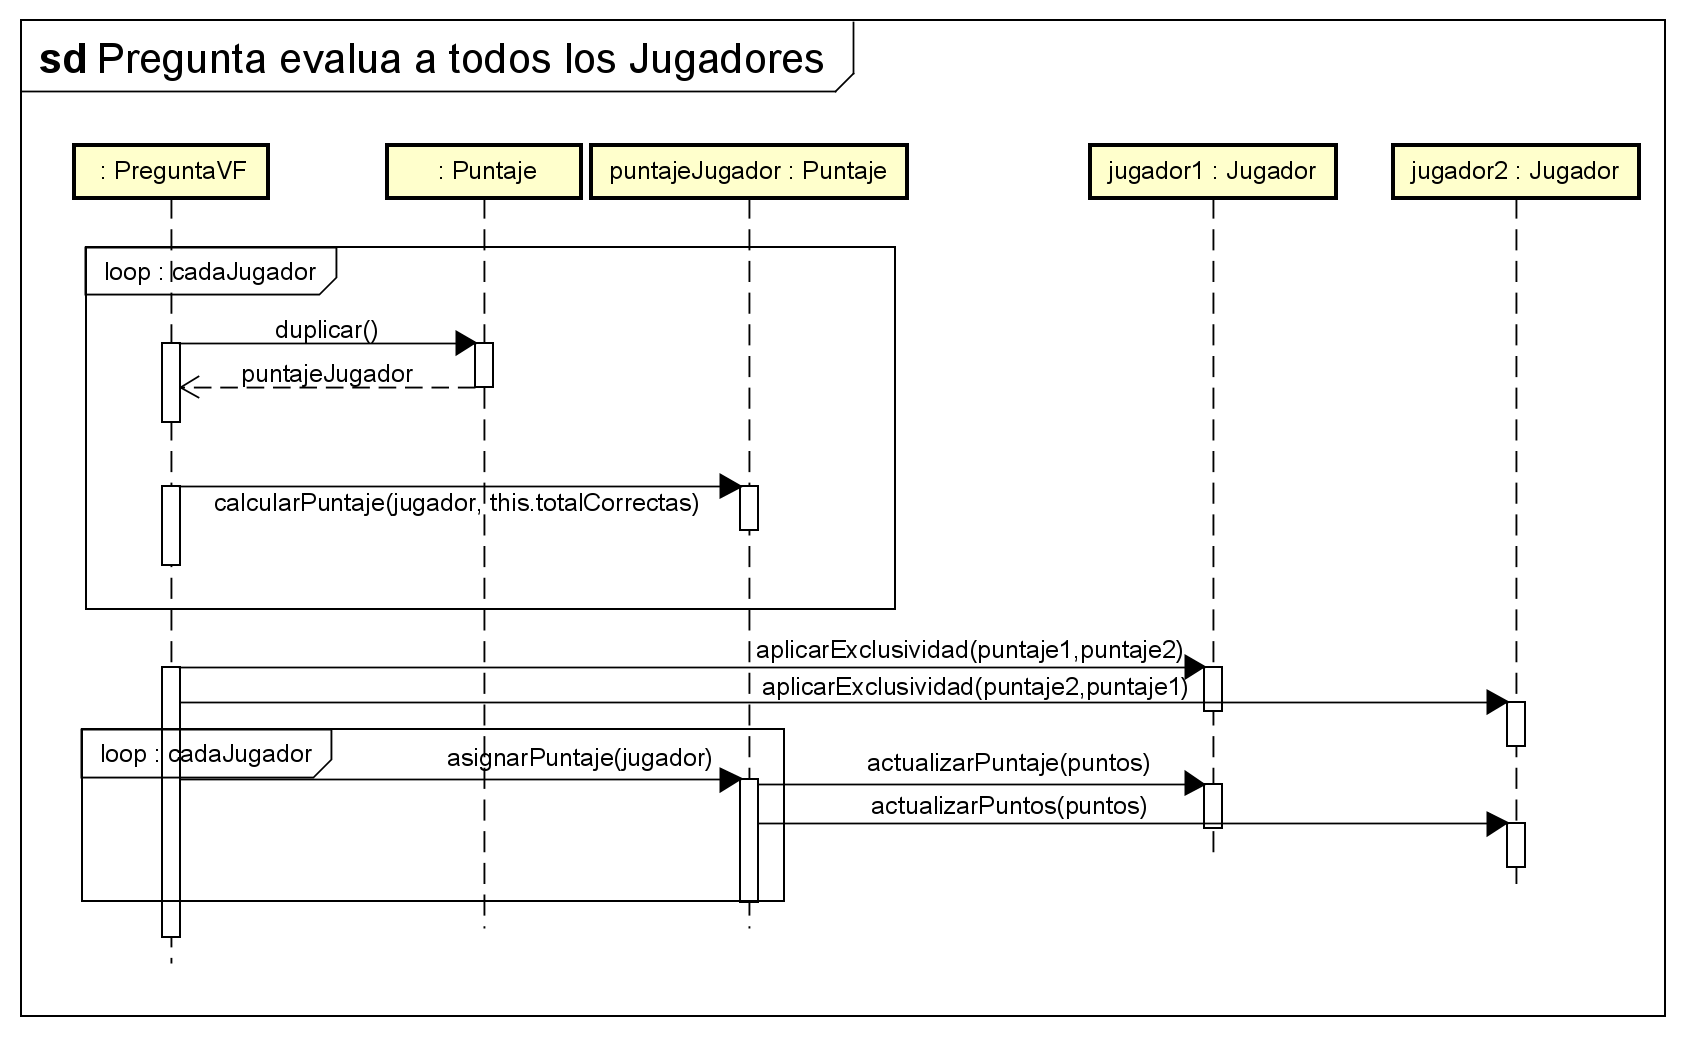 sd Pregunta evalua a todos los Jugadores
: PreguntaVF
: Puntaje
puntajeJugador : Puntaje
jugador1 : Jugador
jugador2 : Jugador
loop : cadaJugador
duplicar()
puntajeJugador
calcularPuntaje(jugador, this.totalCorrectas)
aplicarExclusividad(puntaje1,puntaje2)
aplicarExclusividad(puntaje2,puntaje1)
loop : cadaJugador
asignarPuntaje(jugador)
actualizarPuntaje(puntos)
actualizarPuntos(puntos)